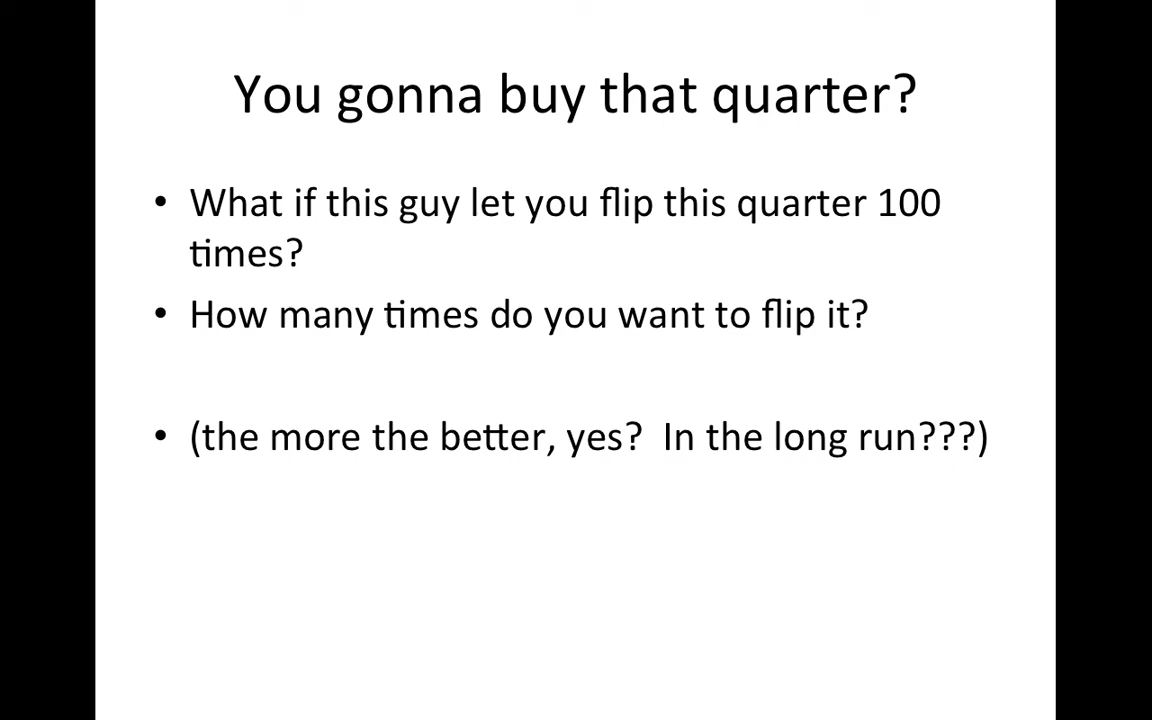 You gonna buy that quarter?
• What if this guy let you flip this quarter 100
times?
• How many times do you want to flip it?
• (the more the better, yes?  In the long run???)